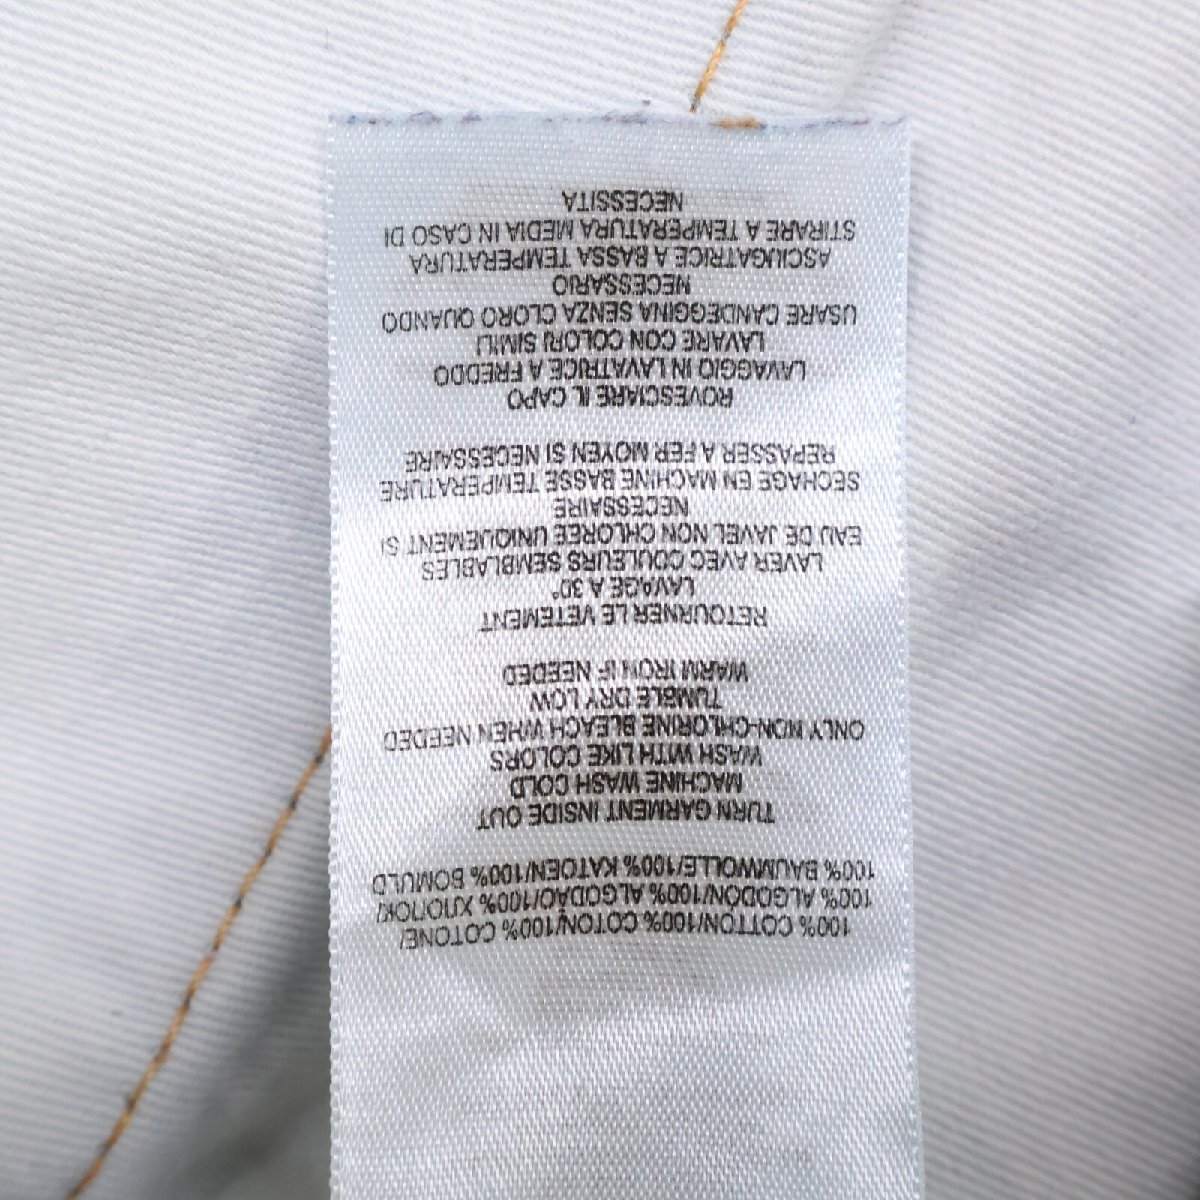 100% COTTON/100% COTON/100% COTONE/
100% ALGODÓN/100% ALGODÃO/100% ХЛОПОК/
100% BAUMWOLLE/100% KATOEN/100% BOMULD
TURN GARMENT INSIDE OUT
MACHINE WASH COLD
WASH WITH LIKE COLORS
ONLY NON-CHLORINE BLEACH WHEN NEEDED
TUMBLE DRY LOW
WARM IRON IF NEEDED
RETOURNER LE VETEMENT
LAVAGE A 30°
LAVER AVEC COULEURS SEMBLABLES
EAU DE JAVEL NON CHLOREE UNIQUEMENT SI
NECESSAIRE
SECHAGE EN MACHINE BASSE TEMPERATURE
REPASSER A FER MOYEN SI NECESSAIRE
ROVESCIARE IL CAPO
LAVAGGIO IN LAVATRICE A FREDDO
LAVARE CON COLORI SIMILI
USARE CANDEGGINA SENZA CLORO QUANDO
NECESSARIO
ASCIUGATRICE A BASSA TEMPERATURA
STIRARE A TEMPERATURA MEDIA IN CASO DI
NECESSITA